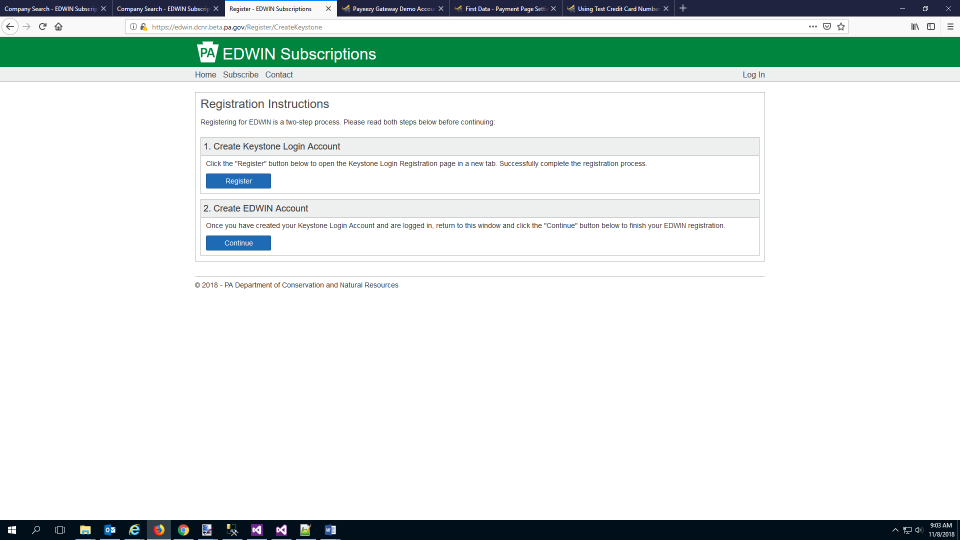 Company Search - EDWIN Subscrip
Company Search - EDWIN Subscrip
Register - EDWIN Subscriptions
Payeezy Gateway Demo Accou
First Data - Payment Page Setti
Using Test Credit Card Number
https://edwin.dcnr.beta.pa.gov/Register/CreateKeystone
PA EDWIN Subscriptions
Home Subscribe Contact Log In
Registration Instructions
Registering for EDWIN is a two-step process. Please read both steps below before continuing:
1. Create Keystone Login Account
Click the "Register" button below to open the Keystone Login Registration page in a new tab. Successfully complete the registration process.
Register
2. Create EDWIN Account
Once you have created your Keystone Login Account and are logged in, return to this window and click the "Continue" button below to finish your EDWIN registration.
Continue
© 2018 - PA Department of Conservation and Natural Resources
9:03 AM
11/8/2018